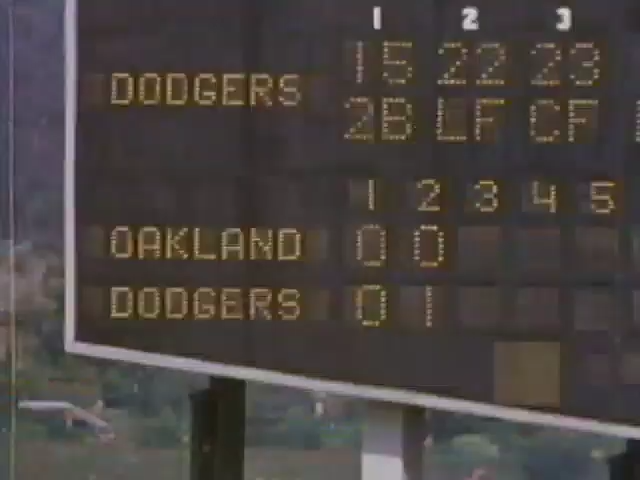 1 2 3
DODGERS 15 22 23
2B LF CF
1 2 3 4 5
OAKLAND 0 0
DODGERS 0 1